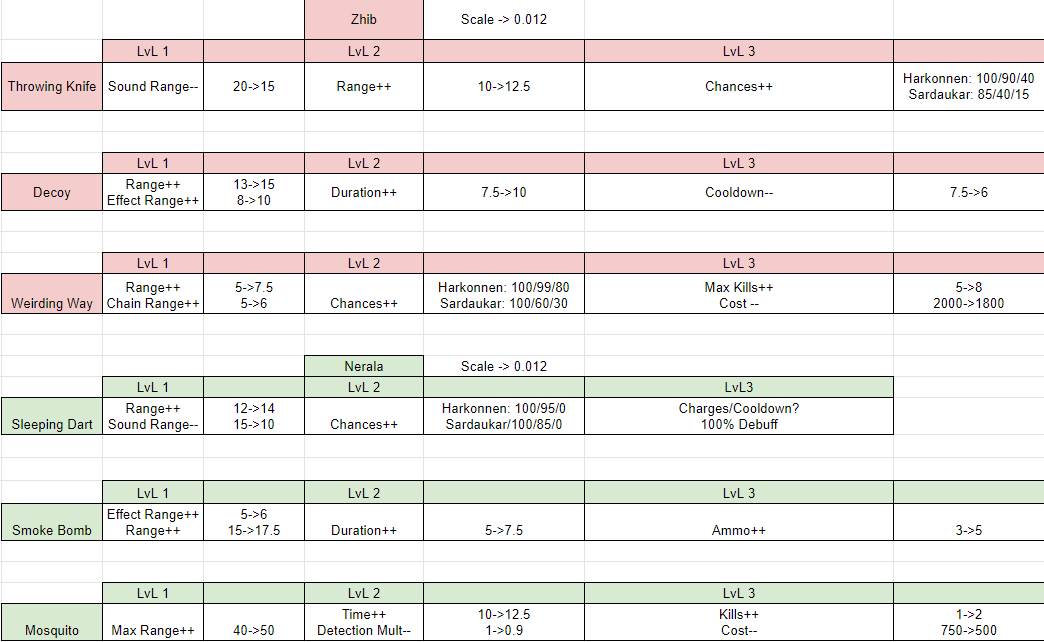 Zhib Scale -> 0.012
LvL 1 LvL 2 LvL 3
Throwing Knife Sound Range-- 20->15 Range++ 10->12.5 Chances++ Harkonnen: 100/90/40
Sardaukar: 85/40/15
LvL 1 LvL 2 LvL 3
Decoy Range++ 13->15 Duration++ 7.5->10 Cooldown-- 7.5->6
Effect Range++ 8->10
LvL 1 LvL 2 LvL 3
Range++ 5->7.5 Harkonnen: 100/99/80 Max Kills++ 5->8
Weirding Way Chain Range++ 5->6 Chances++ Sardaukar: 100/60/30 Cost -- 2000->1800
Nerala Scale -> 0.012
LvL 1 LvL 2 LvL3
Range++ 12->14 Harkonnen: 100/95/0 Charges/Cooldown?
Sleeping Dart Sound Range-- 15->10 Chances++ Sardaukar/100/85/0 100% Debuff
LvL 1 LvL 2 LvL 3
Effect Range++ 5->6
Smoke Bomb Range++ 15->17.5 Duration++ 5->7.5 Ammo++ 3->5
LvL 1 LvL 2 LvL 3
Time++ 10->12.5 Kills++ 1->2
Mosquito Max Range++ 40->50 Detection Mult-- 1->0.9 Cost-- 750->500